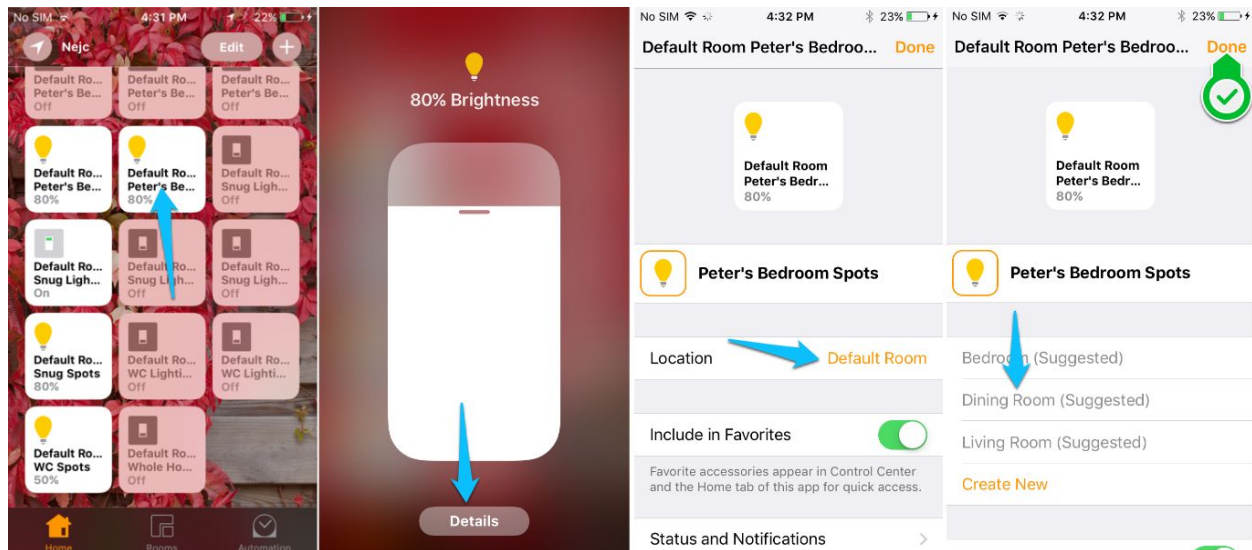 No SIM 4:31 PM 22%
Nejc Edit +
Default Ro... Default Ro... Default Ro...
Peter's Be... Peter's Be... Peter's Be...
Off Off Off
Default Ro... Default Ro... Default Ro...
Peter's Be... Peter's Be... Snug Ligh...
80% 80% Off
Default Ro... Default Ro... Default Ro...
Snug Ligh... Snug Ligh... Snug Ligh...
On Off Off
Default Ro... Default Ro... Default Ro...
Snug Spots WC Lighti... WC Lighti...
80% Off Off
Default Ro... Default Ro...
WC Spots Whole Ho...
50% Off
Home Rooms Automation
80% Brightness
Details
No SIM 4:32 PM 23%
Default Room Peter's Bedroo... Done
Default Room
Peter's Bedr...
80%
Peter's Bedroom Spots
Location Default Room
Include in Favorites
Favorite accessories appear in Control Center
and the Home tab of this app for quick access.
Status and Notifications
No SIM 4:32 PM 23%
Default Room Peter's Bedroo... Done
Default Room
Peter's Bedr...
80%
Peter's Bedroom Spots
Bedroom (Suggested)
Dining Room (Suggested)
Living Room (Suggested)
Create New